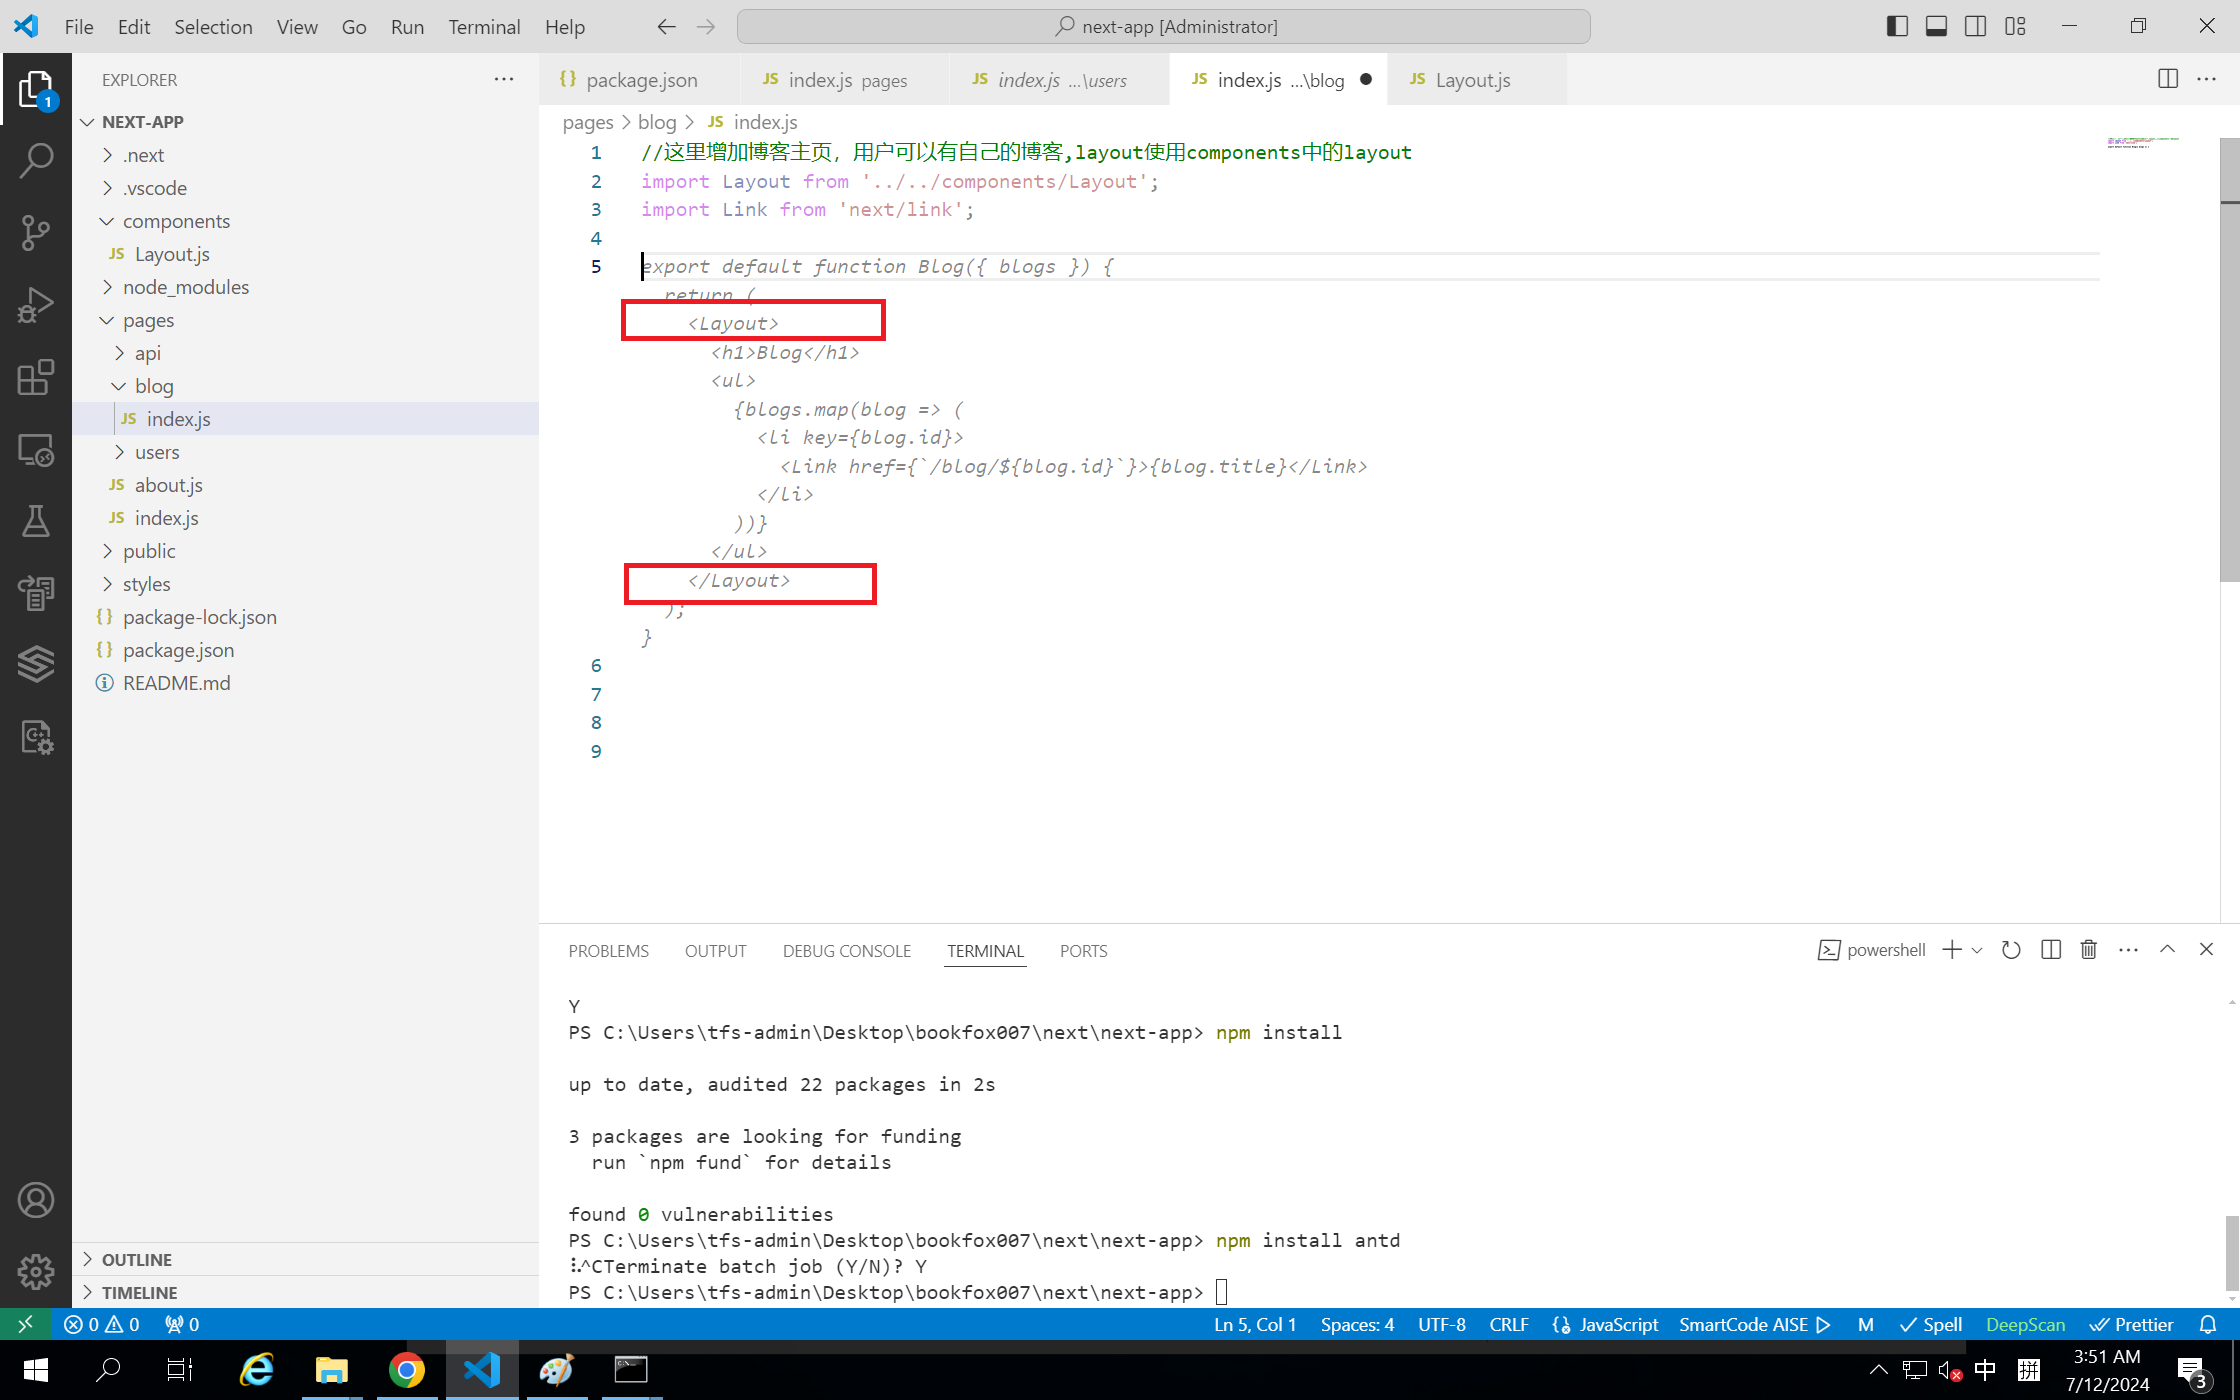 File Edit Selection View Go Run Terminal Help
next-app [Administrator]
EXPLORER
NEXT-APP
.next
.vscode
components
JS Layout.js
node_modules
pages
api
blog
JS index.js
users
JS about.js
JS index.js
public
styles
{} package-lock.json
{} package.json
README.md
OUTLINE
TIMELINE
{} package.json
JS index.js pages
JS index.js ...\users
JS index.js ...\blog
JS Layout.js
pages > blog > JS index.js
1 //这里增加博客主页，用户可以有自己的博客,layout使用components中的layout
2 import Layout from '../../components/Layout';
3 import Link from 'next/link';
4
5 export default function Blog({ blogs }) {
return (
<Layout>
<h1>Blog</h1>
<ul>
{blogs.map(blog => (
<li key={blog.id}>
<Link href={`/blog/${blog.id}`}>{blog.title}</Link>
</li>
))}
</ul>
</Layout>
);
}
6
7
8
9
PROBLEMS OUTPUT DEBUG CONSOLE TERMINAL PORTS
powershell
Y
PS C:\Users\tfs-admin\Desktop\bookfox007\next\next-app> npm install
up to date, audited 22 packages in 2s
3 packages are looking for funding
run `npm fund` for details
found 0 vulnerabilities
PS C:\Users\tfs-admin\Desktop\bookfox007\next\next-app> npm install antd
^CTerminate batch job (Y/N)? Y
PS C:\Users\tfs-admin\Desktop\bookfox007\next\next-app>
0 0 0
Ln 5, Col 1 Spaces: 4 UTF-8 CRLF JavaScript SmartCode AISE M Spell DeepScan Prettier
中 拼
3:51 AM
7/12/2024
1
3